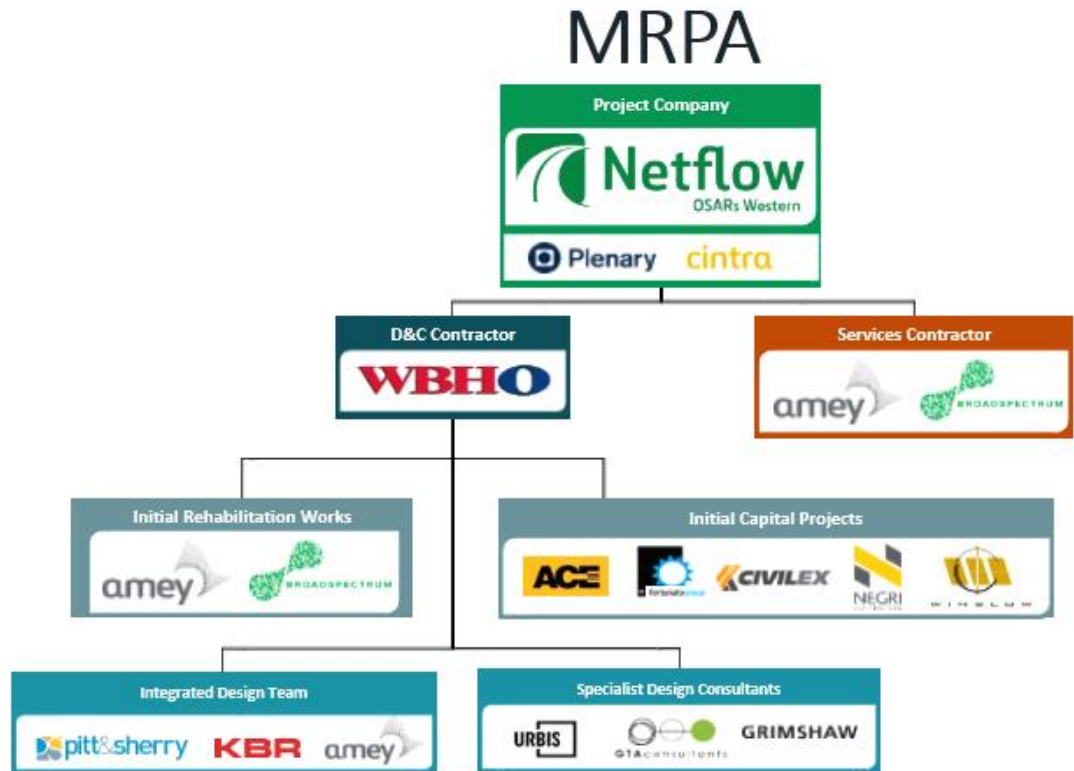 MRPA
Project Company
Netflow
OSARs Western
Plenary cintra
D&C Contractor
WBHO
Services Contractor
amey BROADSPECTRUM
Initial Rehabilitation Works
amey BROADSPECTRUM
Initial Capital Projects
ACE fortunatogroup CIVILEX NEGRI WINSLOW
Integrated Design Team
pitt&sherry KBR amey
Specialist Design Consultants
URBIS GTAconsultants GRIMSHAW